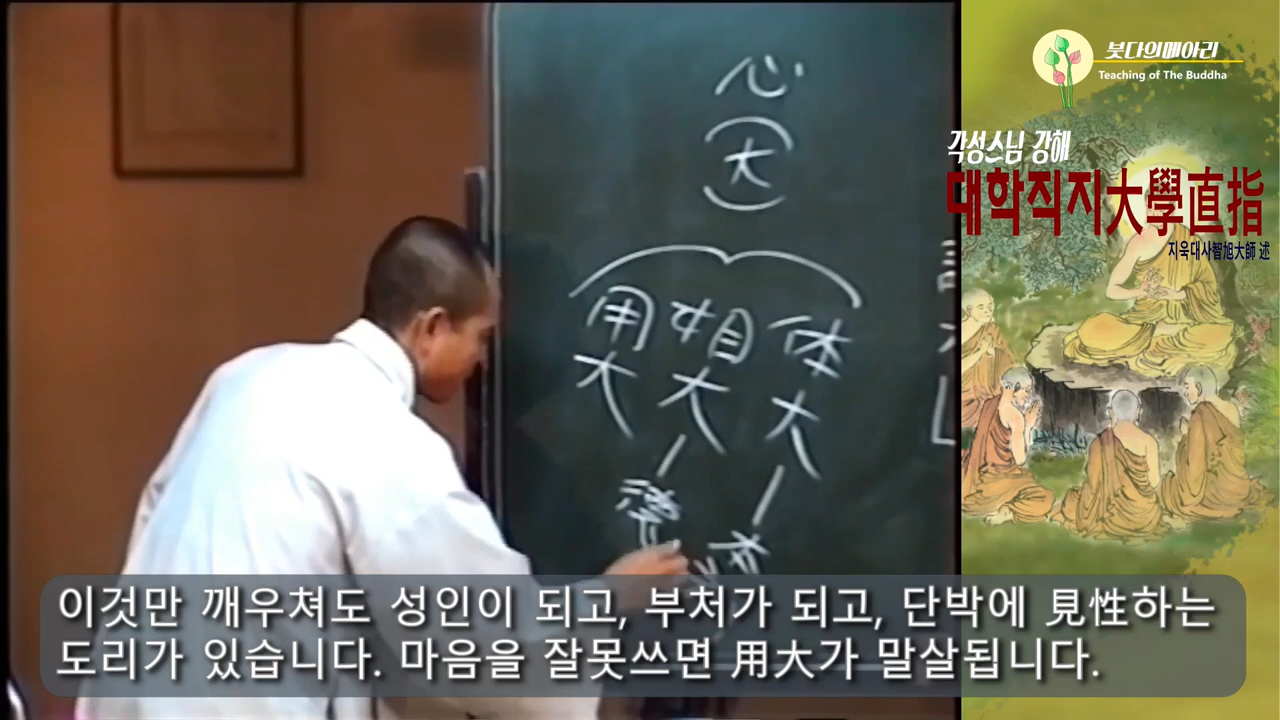 心
(大)
用 相 体
大 大 大
붓다의메아리
Teaching of The Buddha
각성스님 강해
대학직지大學直指
지욱대사智旭大師 述
이것만 깨우쳐도 성인이 되고, 부처가 되고, 단박에 見性하는
도리가 있습니다. 마음을 잘못쓰면 用大가 말살됩니다.